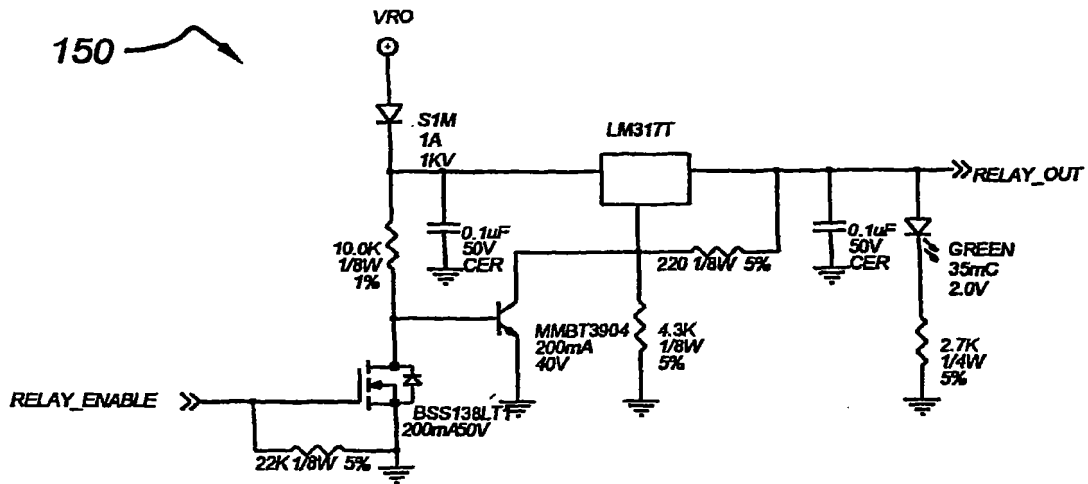 150
VRO
S1M
1A
1KV
LM317T
RELAY_OUT
0.1uF
50V
CER
10.0K
1/8W
1%
220 1/8W 5%
0.1uF
50V
CER
GREEN
35mC
2.0V
MMBT3904
200mA
40V
4.3K
1/8W
5%
2.7K
1/4W
5%
RELAY_ENABLE
BSS138LT1
200mA50V
22K 1/8W 5%